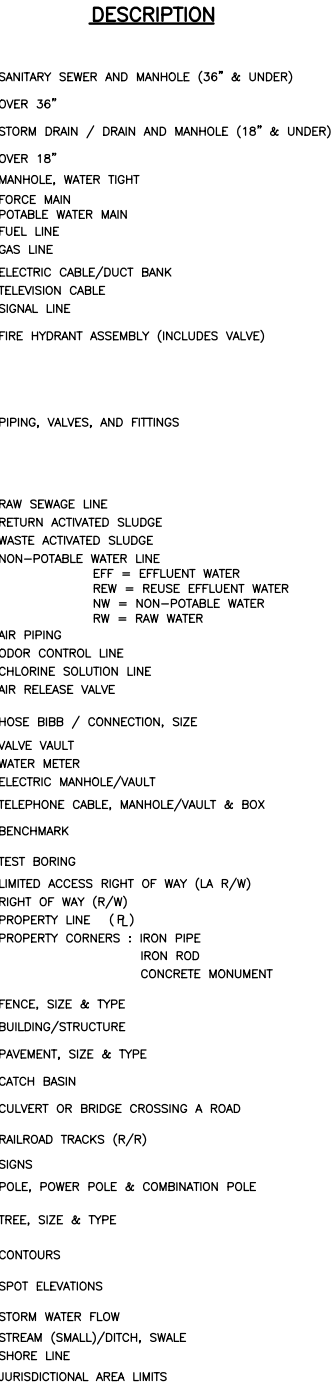 DESCRIPTION
SANITARY SEWER AND MANHOLE (36" & UNDER)
OVER 36"
STORM DRAIN / DRAIN AND MANHOLE (18" & UNDER)
OVER 18"
MANHOLE, WATER TIGHT
FORCE MAIN
POTABLE WATER MAIN
FUEL LINE
GAS LINE
ELECTRIC CABLE/DUCT BANK
TELEVISION CABLE
SIGNAL LINE
FIRE HYDRANT ASSEMBLY (INCLUDES VALVE)
PIPING, VALVES, AND FITTINGS
RAW SEWAGE LINE
RETURN ACTIVATED SLUDGE
WASTE ACTIVATED SLUDGE
NON-POTABLE WATER LINE
EFF = EFFLUENT WATER
REW = REUSE EFFLUENT WATER
NW = NON-POTABLE WATER
RW = RAW WATER
AIR PIPING
ODOR CONTROL LINE
CHLORINE SOLUTION LINE
AIR RELEASE VALVE
HOSE BIBB / CONNECTION, SIZE
VALVE VAULT
WATER METER
ELECTRIC MANHOLE/VAULT
TELEPHONE CABLE, MANHOLE/VAULT & BOX
BENCHMARK
TEST BORING
LIMITED ACCESS RIGHT OF WAY (LA R/W)
RIGHT OF WAY (R/W)
PROPERTY LINE (PL)
PROPERTY CORNERS : IRON PIPE
IRON ROD
CONCRETE MONUMENT
FENCE, SIZE & TYPE
BUILDING/STRUCTURE
PAVEMENT, SIZE & TYPE
CATCH BASIN
CULVERT OR BRIDGE CROSSING A ROAD
RAILROAD TRACKS (R/R)
SIGNS
POLE, POWER POLE & COMBINATION POLE
TREE, SIZE & TYPE
CONTOURS
SPOT ELEVATIONS
STORM WATER FLOW
STREAM (SMALL)/DITCH, SWALE
SHORE LINE
JURISDICTIONAL AREA LIMITS